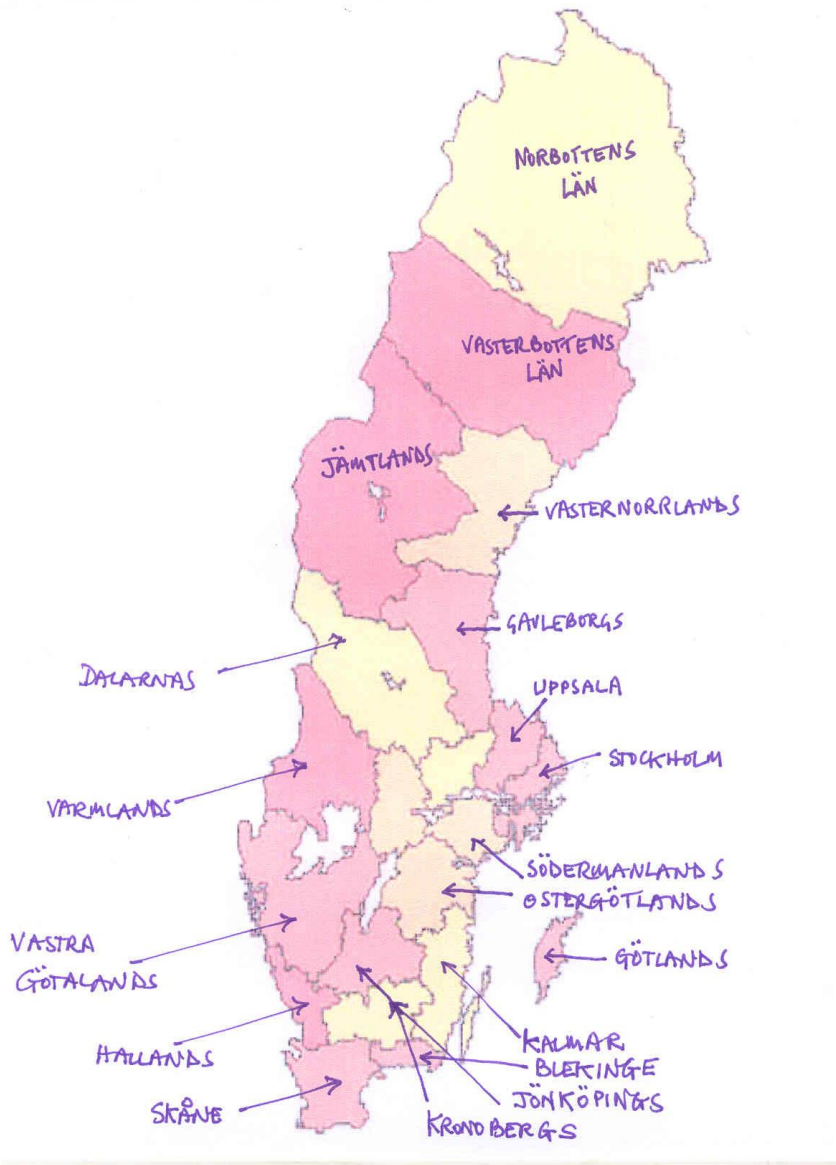 NORBOTTENS
LÄN
VASTERBOTTENS
LÄN
JÄMTLANDS
VASTERNORRLANDS
GAVLEBORGS
DALARNAS
UPPSALA
STOCKHOLM
VARMLANDS
SÖDERMANLANDS
OSTERGÖTLANDS
VASTRA
GÖTALANDS
GÖTLANDS
HALLANDS
KALMAR
BLEKINGE
JÖNKÖPINGS
SKÅNE
KRONOBERGS